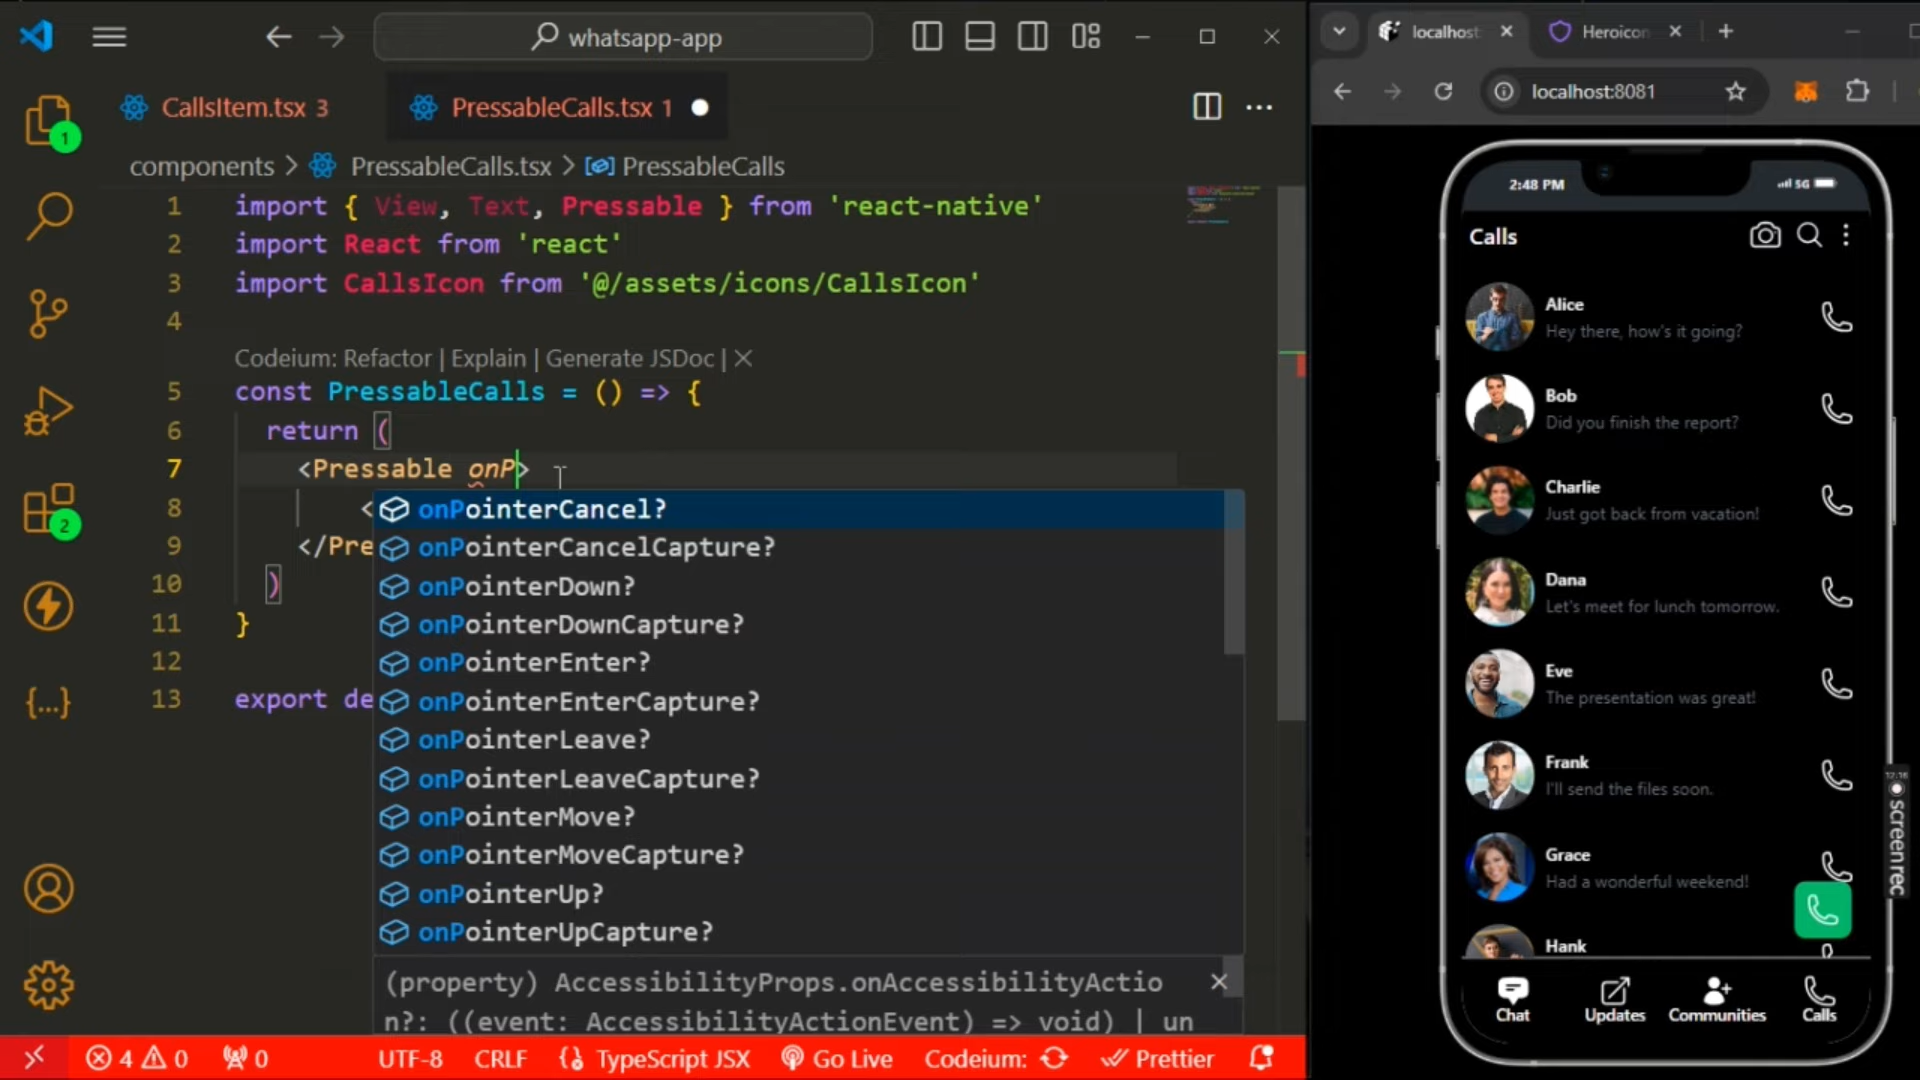 whatsapp-app
CallsItem.tsx 3
PressableCalls.tsx 1
components > PressableCalls.tsx > PressableCalls
1 import { View, Text, Pressable } from 'react-native'
2 import React from 'react'
3 import CallsIcon from '@/assets/icons/CallsIcon'
4
Codeium: Refactor | Explain | Generate JSDoc | ×
5 const PressableCalls = () => {
6 return (
7 <Pressable onP>
8 <
9 </Pre
10 )
11 }
12
13 export de
onPointerCancel?
onPointerCancelCapture?
onPointerDown?
onPointerDownCapture?
onPointerEnter?
onPointerEnterCapture?
onPointerLeave?
onPointerLeaveCapture?
onPointerMove?
onPointerMoveCapture?
onPointerUp?
onPointerUpCapture?
(property) AccessibilityProps.onAccessibilityActio
n?: ((event: AccessibilityActionEvent) => void) | un
1
2
{...}
4 0 0 UTF-8 CRLF TypeScript JSX Go Live Codeium: Prettier
localhost: Heroicon
localhost:8081
2:48 PM 5G
Calls
Alice
Hey there, how's it going?
Bob
Did you finish the report?
Charlie
Just got back from vacation!
Dana
Let's meet for lunch tomorrow.
Eve
The presentation was great!
Frank
I'll send the files soon.
Grace
Had a wonderful weekend!
Hank
Chat Updates Communities Calls
12:16
screenrec